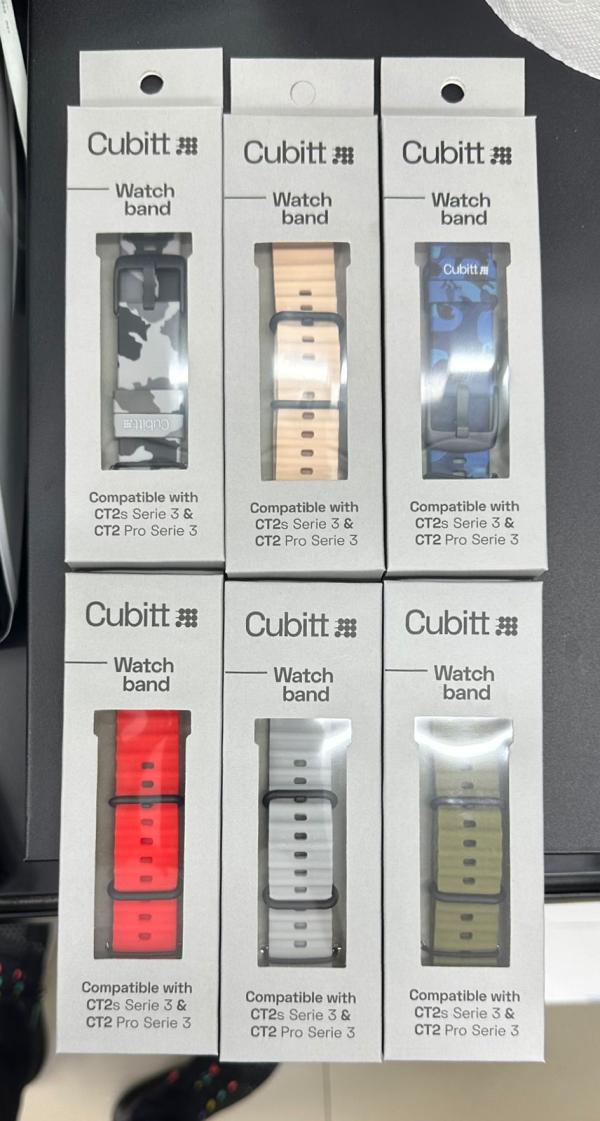 Cubitt
Watch
band
Cubitt
Compatible with
CT2s Serie 3 &
CT2 Pro Serie 3
Cubitt
Watch
band
Compatible with
CT2s Serie 3 &
CT2 Pro Serie 3
Cubitt
Watch
band
Cubitt
Compatible with
CT2s Serie 3 &
CT2 Pro Serie 3
Cubitt
Watch
band
Compatible with
CT2s Serie 3 &
CT2 Pro Serie 3
Cubitt
Watch
band
Compatible with
CT2s Serie 3 &
CT2 Pro Serie 3
Cubitt
Watch
band
Compatible with
CT2s Serie 3 &
CT2 Pro Serie 3